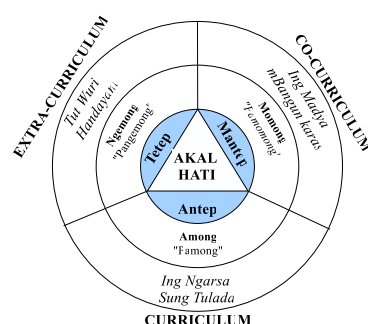 EXTRA-CURRICULUM
CO-CURRICULUM
Tut Wuri
Handayani
Ing Madya
mBangun karas
Ngemong
"Pangemong"
Momong
"Pamomong"
Tetep
Mantep
AKAL
HATI
Antep
Among
"Pamong"
Ing Ngarsa
Sung Tulada
CURRICULUM